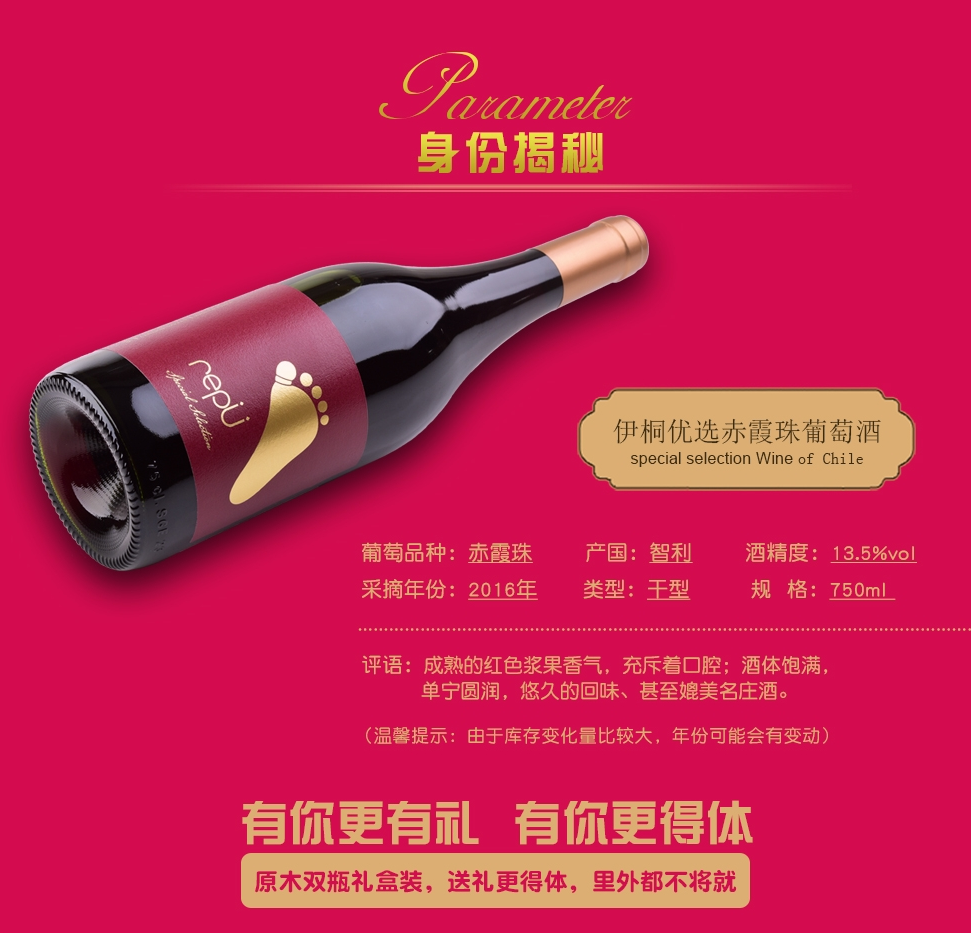 Parameter
身份揭秘
repu
Special Selection
伊桐优选赤霞珠葡萄酒
special selection Wine of Chile
葡萄品种：赤霞珠 产国：智利 酒精度：13.5%vol
采摘年份：2016年 类型：干型 规 格：750ml
评语：成熟的红色浆果香气，充斥着口腔；酒体饱满，
单宁圆润，悠久的回味、甚至媲美名庄酒。
（温馨提示：由于库存变化量比较大，年份可能会有变动）
有你更有礼 有你更得体
原木双瓶礼盒装，送礼更得体，里外都不将就